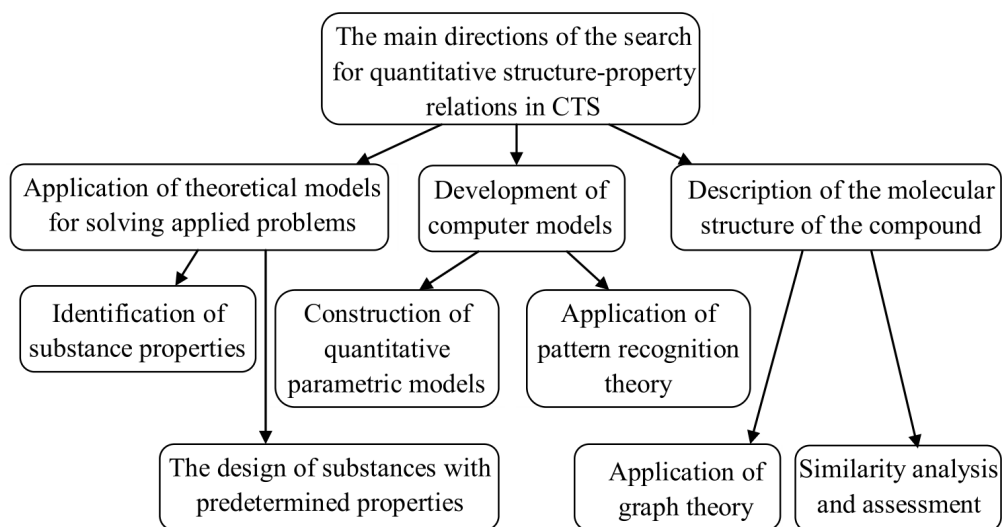 The main directions of the search
for quantitative structure-property
relations in CTS
Application of theoretical models
for solving applied problems
Development of
computer models
Description of the molecular
structure of the compound
Identification of
substance properties
Construction of
quantitative
parametric models
Application of
pattern recognition
theory
The design of substances with
predetermined properties
Application of
graph theory
Similarity analysis
and assessment